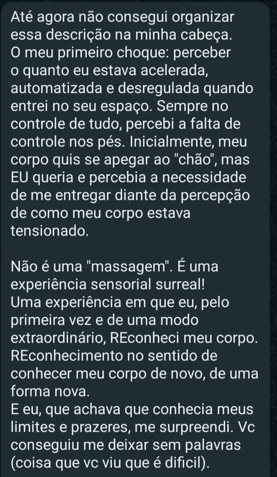 Até agora não consegui organizar
essa descrição na minha cabeça.
O meu primeiro choque: perceber
o quanto eu estava acelerada,
automatizada e desregulada quando
entrei no seu espaço. Sempre no
controle de tudo, percebi a falta de
controle nos pés. Inicialmente, meu
corpo quis se apegar ao "chão", mas
EU queria e percebia a necessidade
de me entregar diante da percepção
de como meu corpo estava
tensionado.

Não é uma "massagem". É uma
experiência sensorial surreal!
Uma experiência em que eu, pelo
primeira vez e de uma modo
extraordinário, REconheci meu corpo.
REconhecimento no sentido de
conhecer meu corpo de novo, de uma
forma nova.
E eu, que achava que conhecia meus
limites e prazeres, me surpreendi. Vc
conseguiu me deixar sem palavras
(coisa que vc viu que é difícil).